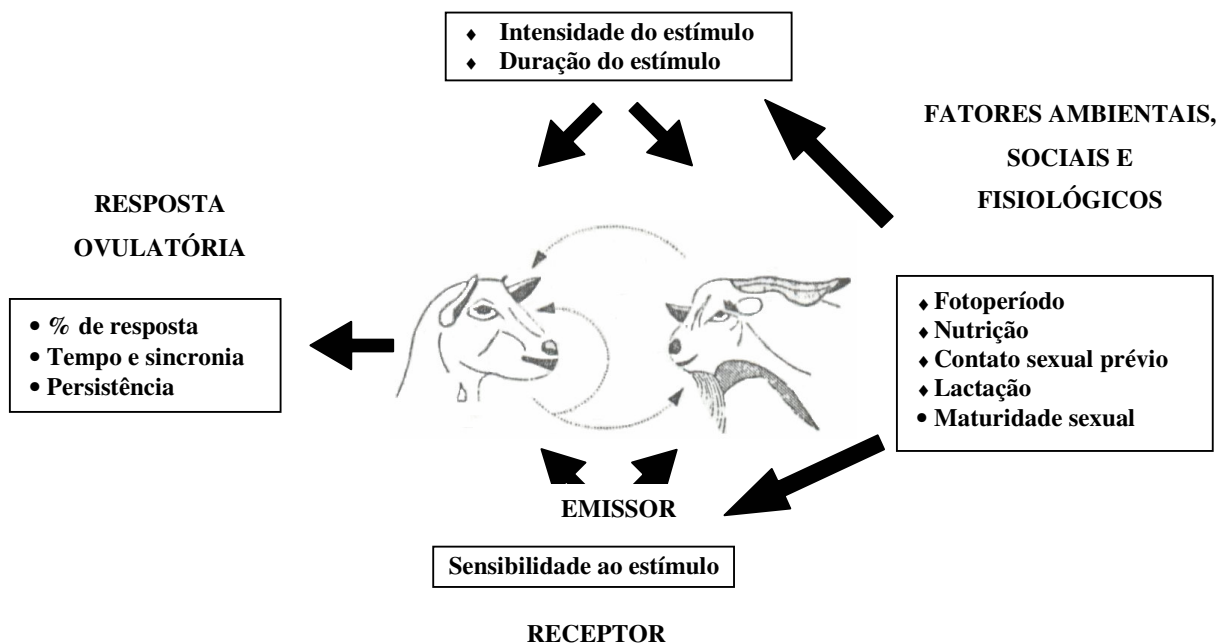 ♦ Intensidade do estímulo
♦ Duração do estímulo
FATORES AMBIENTAIS,
SOCIAIS E
FISIOLÓGICOS
RESPOSTA
OVULATÓRIA
• % de resposta
• Tempo e sincronia
• Persistência
♦ Fotoperíodo
♦ Nutrição
♦ Contato sexual prévio
♦ Lactação
• Maturidade sexual
EMISSOR
Sensibilidade ao estímulo
RECEPTOR